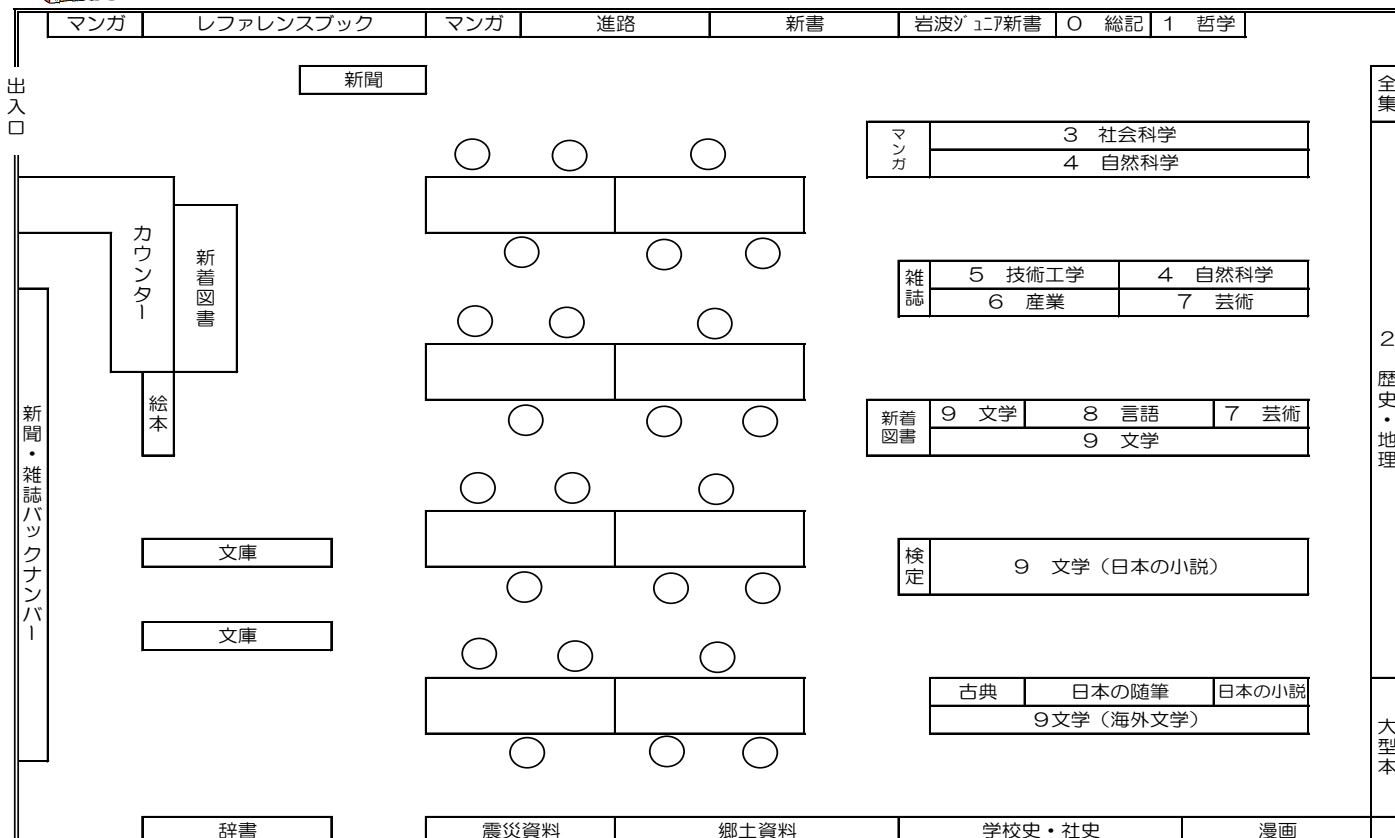 マンガ レファレンスブック マンガ 進路 新書 岩波ｼﾞｭﾆｱ新書 0 総記 1 哲学
新聞
出入口
全集
マンガ
3 社会科学
4 自然科学
カウンター
新着図書
雑誌
5 技術工学 4 自然科学
6 産業 7 芸術
2 歴史・地理
絵本
新聞・雑誌バックナンバー
新着図書
9 文学 8 言語 7 芸術
9 文学
文庫
検定
9 文学（日本の小説）
文庫
古典 日本の随筆 日本の小説
9文学（海外文学）
大型本
辞書 震災資料 郷土資料 学校史・社史 漫画